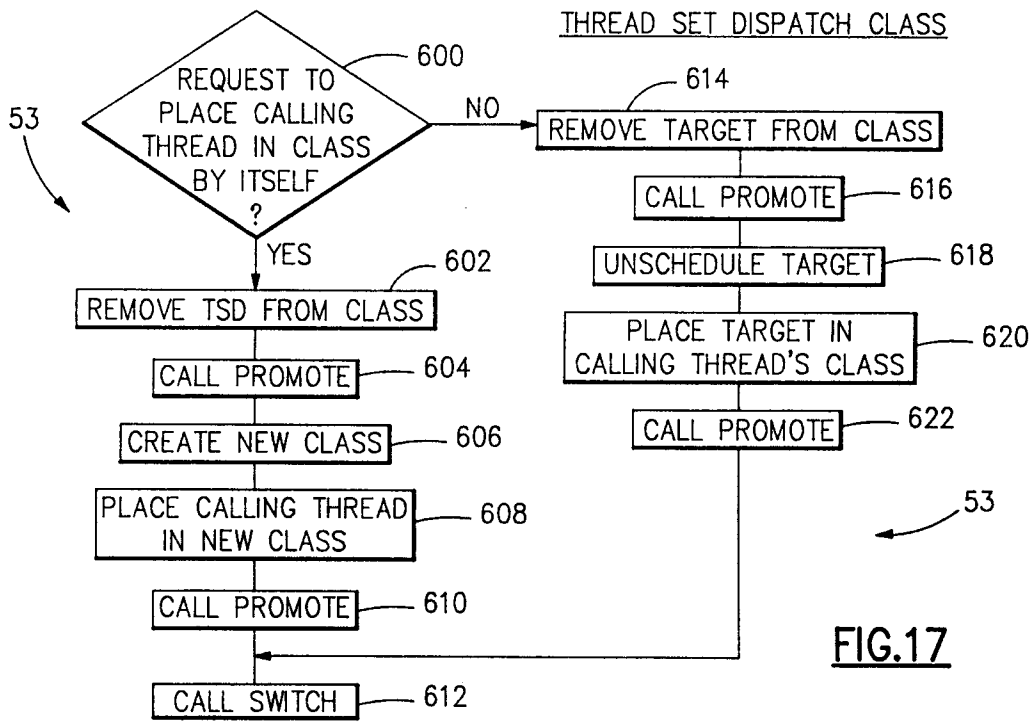 THREAD SET DISPATCH CLASS
600
REQUEST TO
PLACE CALLING
THREAD IN CLASS
BY ITSELF
?
53
NO
YES
602
REMOVE TSD FROM CLASS
CALL PROMOTE
604
CREATE NEW CLASS
606
PLACE CALLING THREAD
IN NEW CLASS
608
CALL PROMOTE
610
CALL SWITCH
612
614
REMOVE TARGET FROM CLASS
CALL PROMOTE
616
UNSCHEDULE TARGET
618
PLACE TARGET IN
CALLING THREAD'S CLASS
620
CALL PROMOTE
622
53
FIG.17